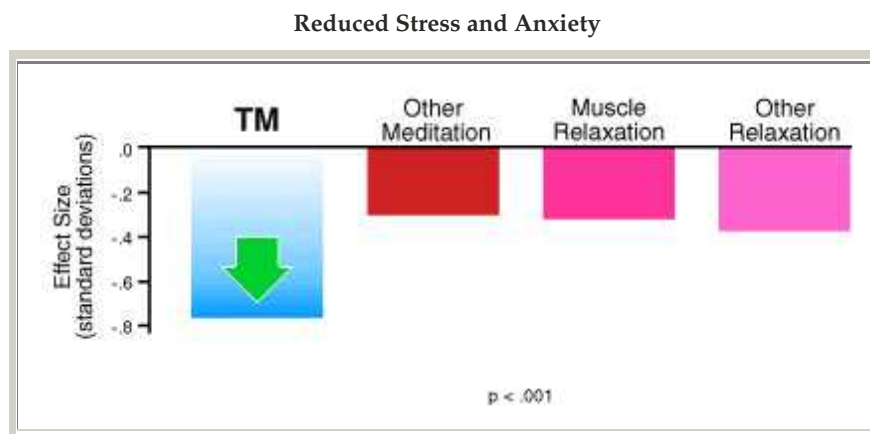 Reduced Stress and Anxiety
TM
Other
Meditation
Muscle
Relaxation
Other
Relaxation
Effect Size
(standard deviations)
.0
-.2
-.4
-.6
-.8
p < .001